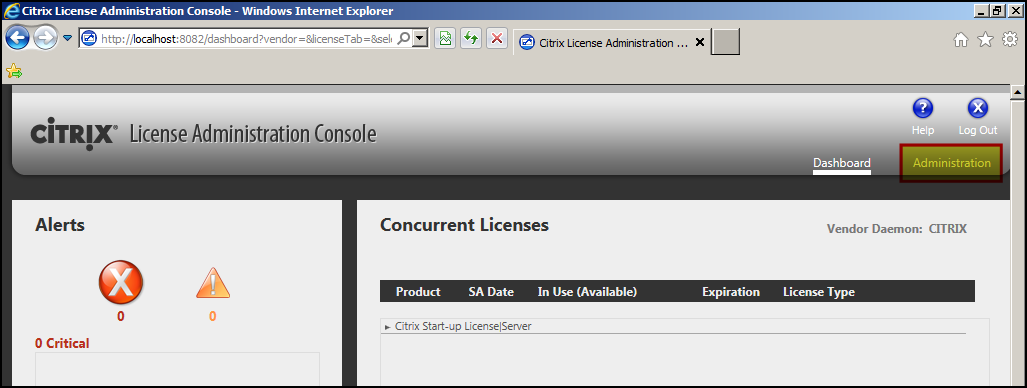 Citrix License Administration Console - Windows Internet Explorer
http://localhost:8082/dashboard?vendor=&licenseTab=&sele
Citrix License Administration ...
Help
Log Out
CITRIX® License Administration Console
Dashboard
Administration
Alerts
0
0
0 Critical
Concurrent Licenses
Vendor Daemon: CITRIX
Product SA Date In Use (Available) Expiration License Type
Citrix Start-up License|Server